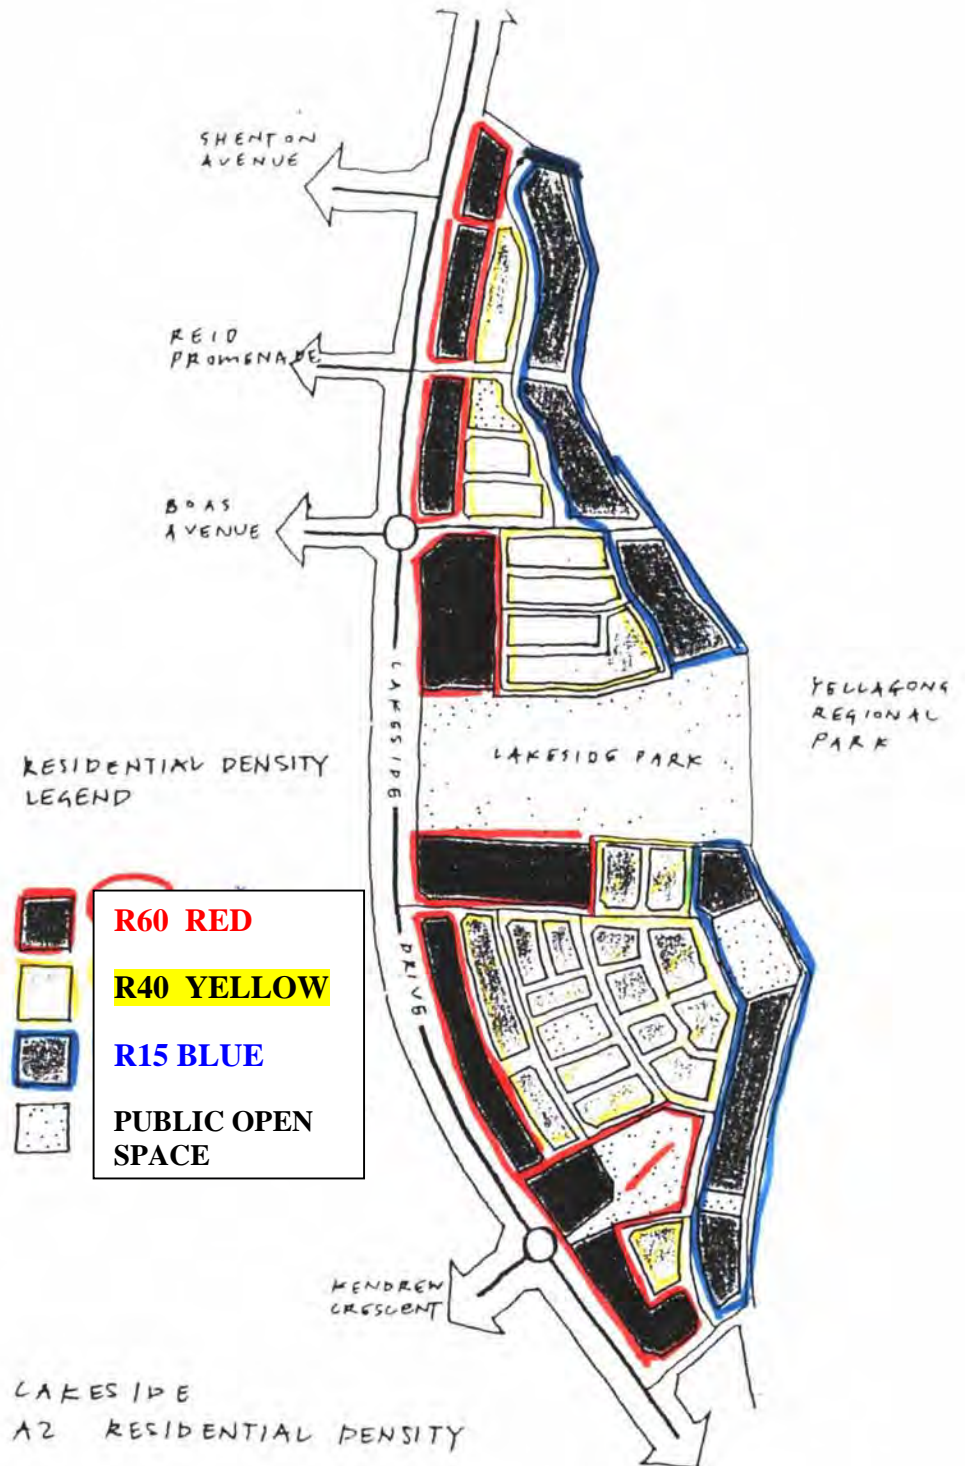 SHENTON
AVENUE
REID
PROMENADE
BOAS
AVENUE
LAKESIDE DRIVE
YELLAGONG
REGIONAL
PARK
LAKESIDE PARK
RESIDENTIAL DENSITY
LEGEND
R60 RED
R40 YELLOW
R15 BLUE
PUBLIC OPEN
SPACE
KENDREW
CRESCENT
LAKESIDE
A2 RESIDENTIAL DENSITY